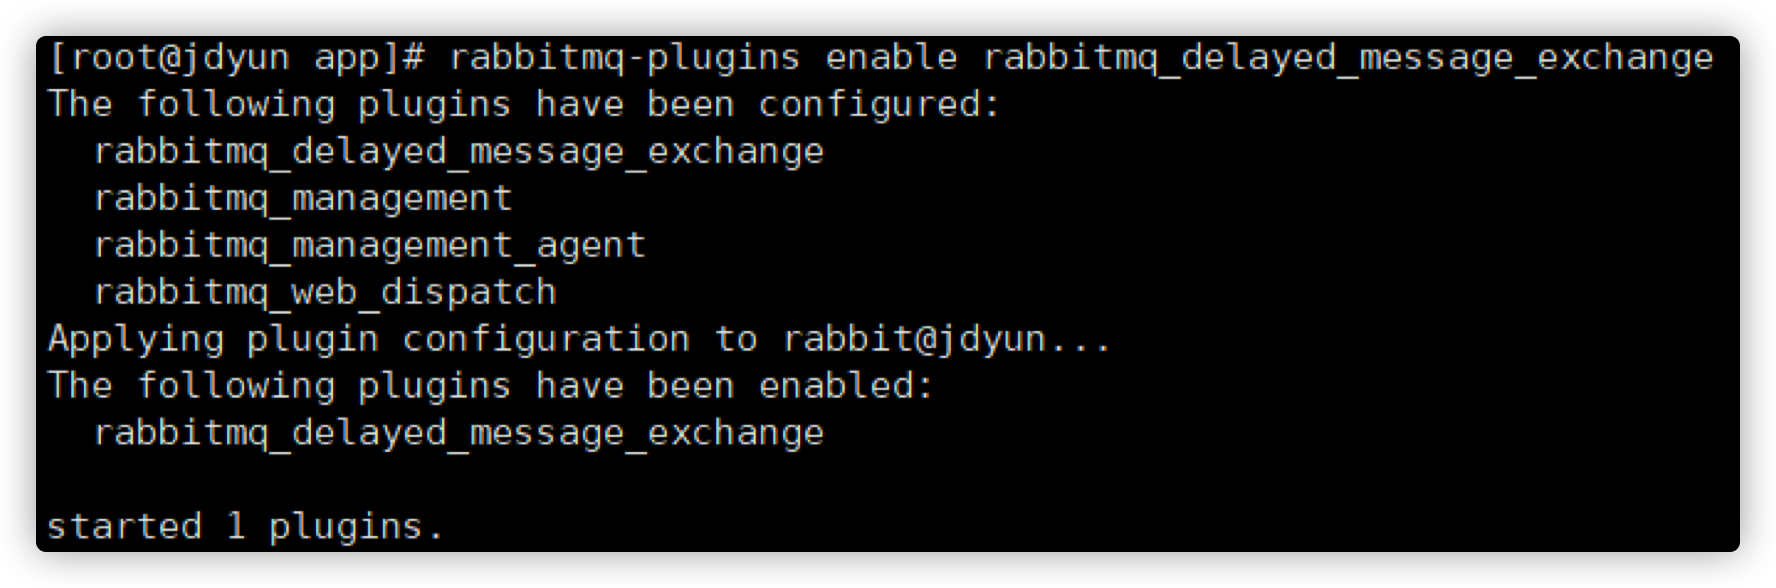 [root@jdyun app]# rabbitmq-plugins enable rabbitmq_delayed_message_exchange
The following plugins have been configured:
  rabbitmq_delayed_message_exchange
  rabbitmq_management
  rabbitmq_management_agent
  rabbitmq_web_dispatch
Applying plugin configuration to rabbit@jdyun...
The following plugins have been enabled:
  rabbitmq_delayed_message_exchange

started 1 plugins.